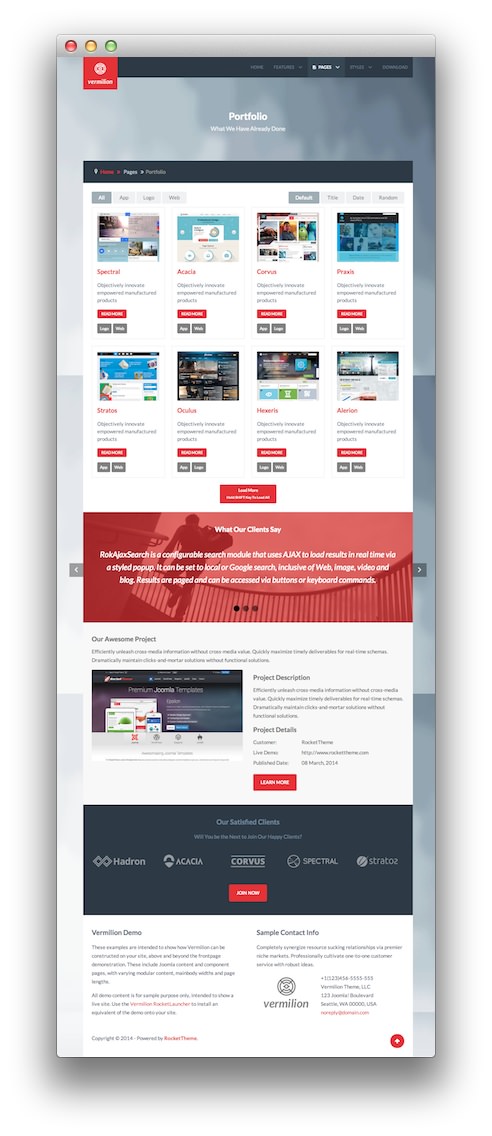 vermilion
HOME FEATURES PAGES STYLES DOWNLOAD
Portfolio
What We Have Already Done
Home » Pages » Portfolio
All App Logo Web Default Title Date Random
Spectral
Objectively innovate
empowered manufactured
products
READ MORE
Logo Web
Acacia
Objectively innovate
empowered manufactured
products
READ MORE
App Web
Corvus
Objectively innovate
empowered manufactured
products
READ MORE
App Logo
Praxis
Objectively innovate
empowered manufactured
products
READ MORE
Logo Web
Stratos
Objectively innovate
empowered manufactured
products
READ MORE
App Web
Oculus
Objectively innovate
empowered manufactured
products
READ MORE
App Logo
Hexeris
Objectively innovate
empowered manufactured
products
READ MORE
Logo Web
Alerion
Objectively innovate
empowered manufactured
products
READ MORE
App Web
Load More
Hold SHIFT Key To Load All
What Our Clients Say
RokAjaxSearch is a configurable search module that uses AJAX to load results in real time via
a styled popup. It can be set to local or Google search, inclusive of Web, image, video and
blog. Results are paged and can be accessed via buttons or keyboard commands.
Our Awesome Project
Efficiently unleash cross-media information without cross-media value. Quickly maximize timely deliverables for real-time schemas.
Dramatically maintain clicks-and-mortar solutions without functional solutions.
Premium Joomla Templates
Epsilon
Project Description
Efficiently unleash cross-media information without cross-media
value. Quickly maximize timely deliverables for real-time schemas.
Dramatically maintain clicks-and-mortar solutions without functional
solutions.
Project Details
Customer: RocketTheme
Live Demo http://www.rockettheme.com
Published Date: 08 March, 2014
LEARN MORE
Our Satisfied Clients
Will You be the Next to Join Our Happy Clients?
Hadron ACACIA CORVUS SPECTRAL stratos
JOIN NOW
Vermilion Demo
These examples are intended to show how Vermilion can be
constructed on your site, above and beyond the frontpage
demonstration. These include Joomla content and component
pages, with varying modular content, mainbody widths and page
lengths.
All demo content is for sample purpose only, intended to show a
live site. Use the Vermilion RocketLauncher to install an
equivalent of the demo onto your site.
Sample Contact Info
Completely synergize resource sucking relationships via premier
niche markets. Professionally cultivate one-to-one customer
service with robust ideas.
vermilion
+1(123)456-5555-555
Vermilion Theme, LLC
123 Joomla! Boulevard
Seattle, WA 00000, USA
noreply@domain.com
Copyright © 2014 - Powered by RocketTheme.